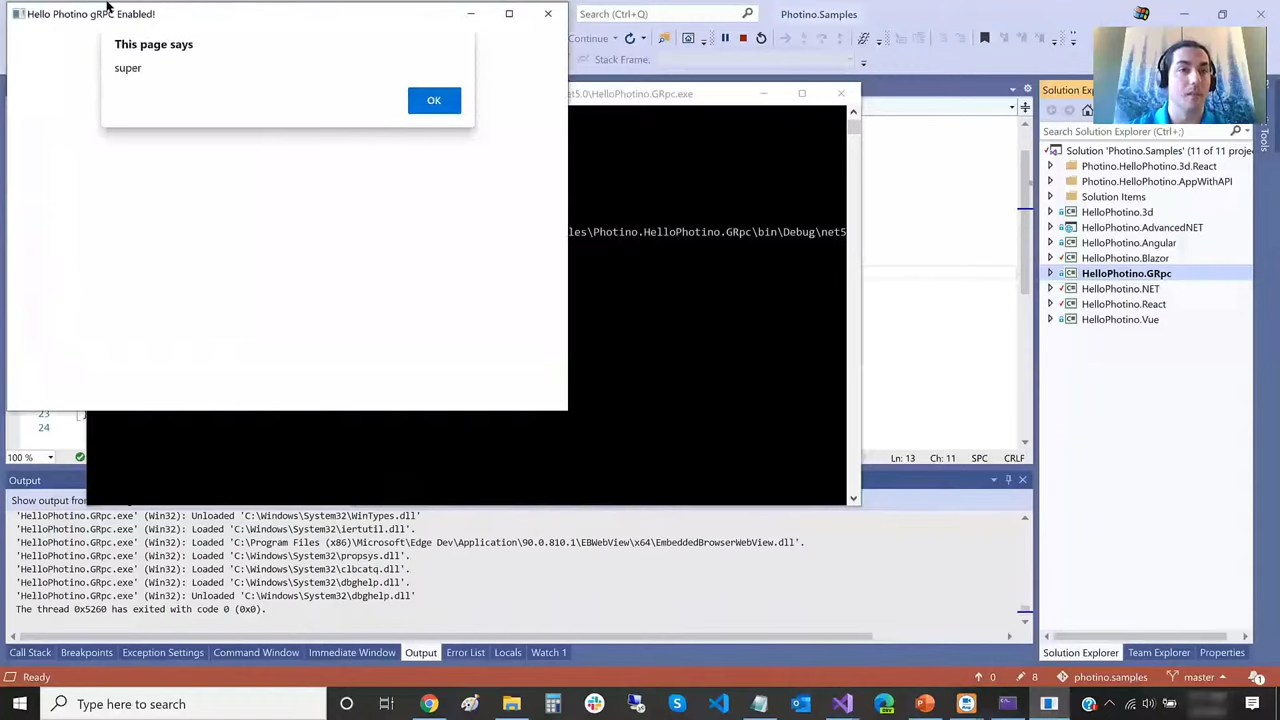 Hello Photino gRPC Enabled!
Search (Ctrl+Q)
Photino.Samples
This page says
super
OK
Stack Frame:
et5.0\HelloPhotino.GRpc.exe
les\Photino.HelloPhotino.GRpc\bin\Debug\net5
Solution Explorer
Search Solution Explorer (Ctrl+;)
Solution 'Photino.Samples' (11 of 11 proje
Photino.HelloPhotino.3d.React
Photino.HelloPhotino.AppWithAPI
Solution Items
HelloPhotino.3d
HelloPhotino.AdvancedNET
HelloPhotino.Angular
HelloPhotino.Blazor
HelloPhotino.GRpc
HelloPhotino.NET
HelloPhotino.React
HelloPhotino.Vue
Tools
23
24
100 %
Ln: 13 Ch: 11 SPC CRLF
Output
Show output from
'HelloPhotino.GRpc.exe' (Win32): Unloaded 'C:\Windows\System32\WinTypes.dll'
'HelloPhotino.GRpc.exe' (Win32): Loaded 'C:\Windows\System32\iertutil.dll'.
'HelloPhotino.GRpc.exe' (Win32): Loaded 'C:\Program Files (x86)\Microsoft\Edge Dev\Application\90.0.810.1\EBWebView\x64\EmbeddedBrowserWebView.dll'.
'HelloPhotino.GRpc.exe' (Win32): Loaded 'C:\Windows\System32\propsys.dll'.
'HelloPhotino.GRpc.exe' (Win32): Loaded 'C:\Windows\System32\clbcatq.dll'.
'HelloPhotino.GRpc.exe' (Win32): Loaded 'C:\Windows\System32\dbghelp.dll'.
'HelloPhotino.GRpc.exe' (Win32): Unloaded 'C:\Windows\System32\dbghelp.dll'
The thread 0x5260 has exited with code 0 (0x0).
Call Stack Breakpoints Exception Settings Command Window Immediate Window Output Error List Locals Watch 1
Solution Explorer Team Explorer Properties
Ready
0 8 photino.samples master 1
Type here to search